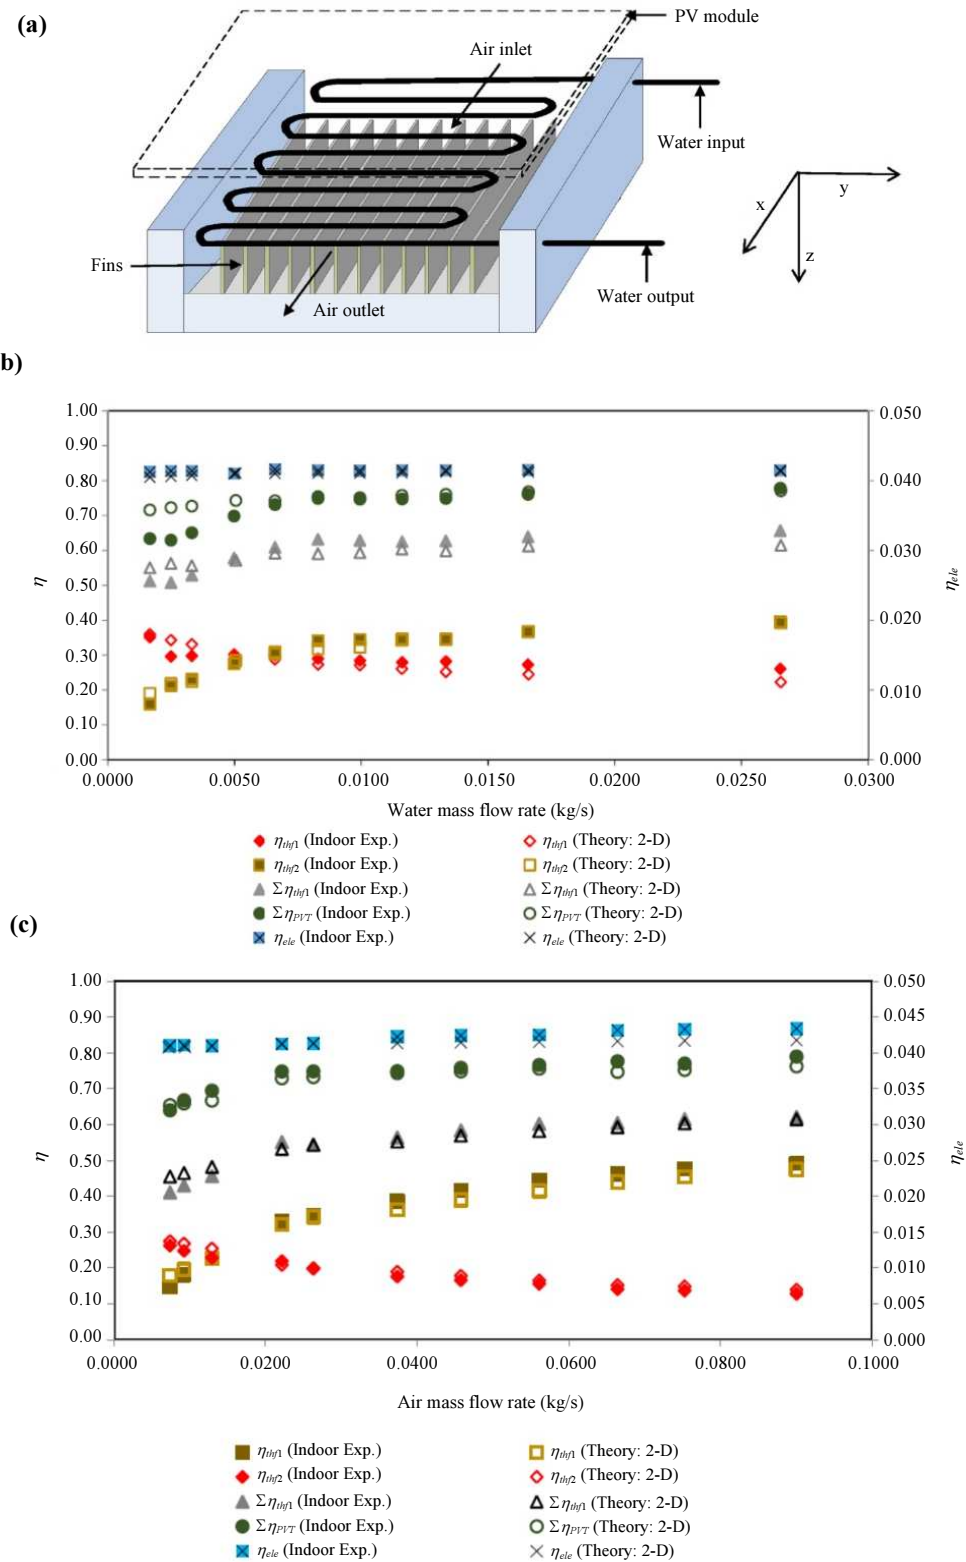 (a)
PV module
Air inlet
Water input
x
y
z
Fins
Air outlet
Water output
b)
1.00
0.90
0.80
0.70
0.60
0.50
0.40
0.30
0.20
0.10
0.00
η
0.050
0.040
0.030
0.020
0.010
0.000
ηele
0.0000 0.0050 0.0100 0.0150 0.0200 0.0250 0.0300
Water mass flow rate (kg/s)
ηthf1 (Indoor Exp.) ηthf1 (Theory: 2-D)
ηthf2 (Indoor Exp.) ηthf2 (Theory: 2-D)
Σηthf1 (Indoor Exp.) Σηthf1 (Theory: 2-D)
ΣηPVT (Indoor Exp.) ΣηPVT (Theory: 2-D)
ηele (Indoor Exp.) ηele (Theory: 2-D)
(c)
1.00
0.90
0.80
0.70
0.60
0.50
0.40
0.30
0.20
0.10
0.00
η
0.050
0.045
0.040
0.035
0.030
0.025
0.020
0.015
0.010
0.005
0.000
ηele
0.0000 0.0200 0.0400 0.0600 0.0800 0.1000
Air mass flow rate (kg/s)
ηthf1 (Indoor Exp.) ηthf1 (Theory: 2-D)
ηthf2 (Indoor Exp.) ηthf2 (Theory: 2-D)
Σηthf1 (Indoor Exp.) Σηthf1 (Theory: 2-D)
ΣηPVT (Indoor Exp.) ΣηPVT (Theory: 2-D)
ηele (Indoor Exp.) ηele (Theory: 2-D)